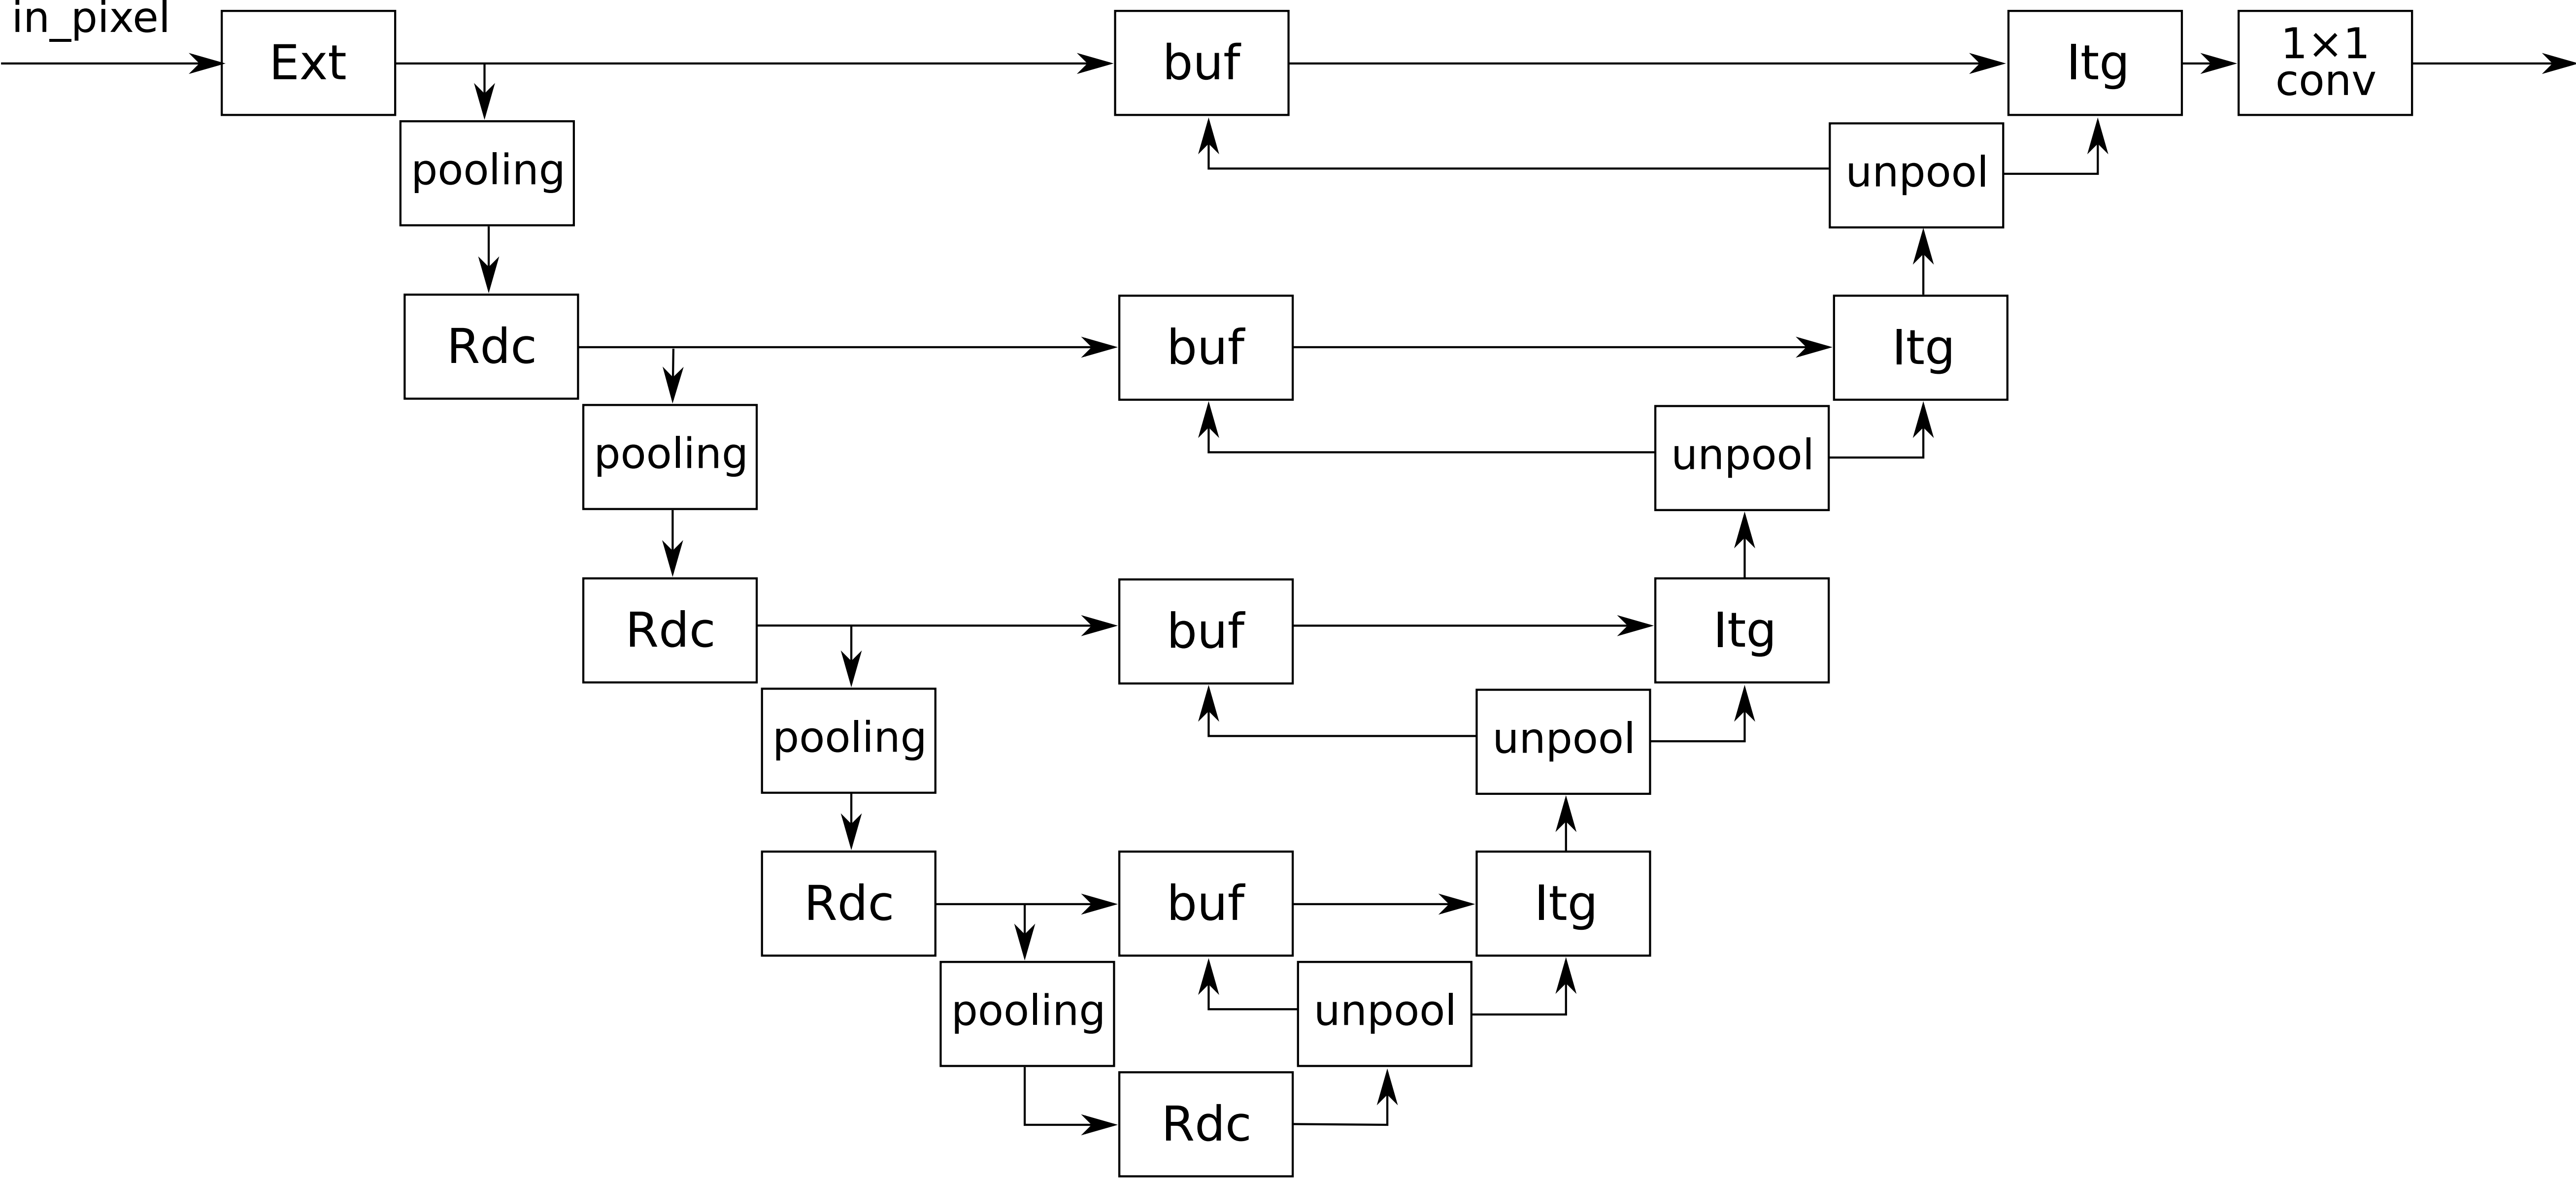 in_pixel
Ext
buf
Itg
1×1
conv
pooling
unpool
Rdc
buf
Itg
pooling
unpool
Rdc
buf
Itg
pooling
unpool
Rdc
buf
Itg
pooling
unpool
Rdc